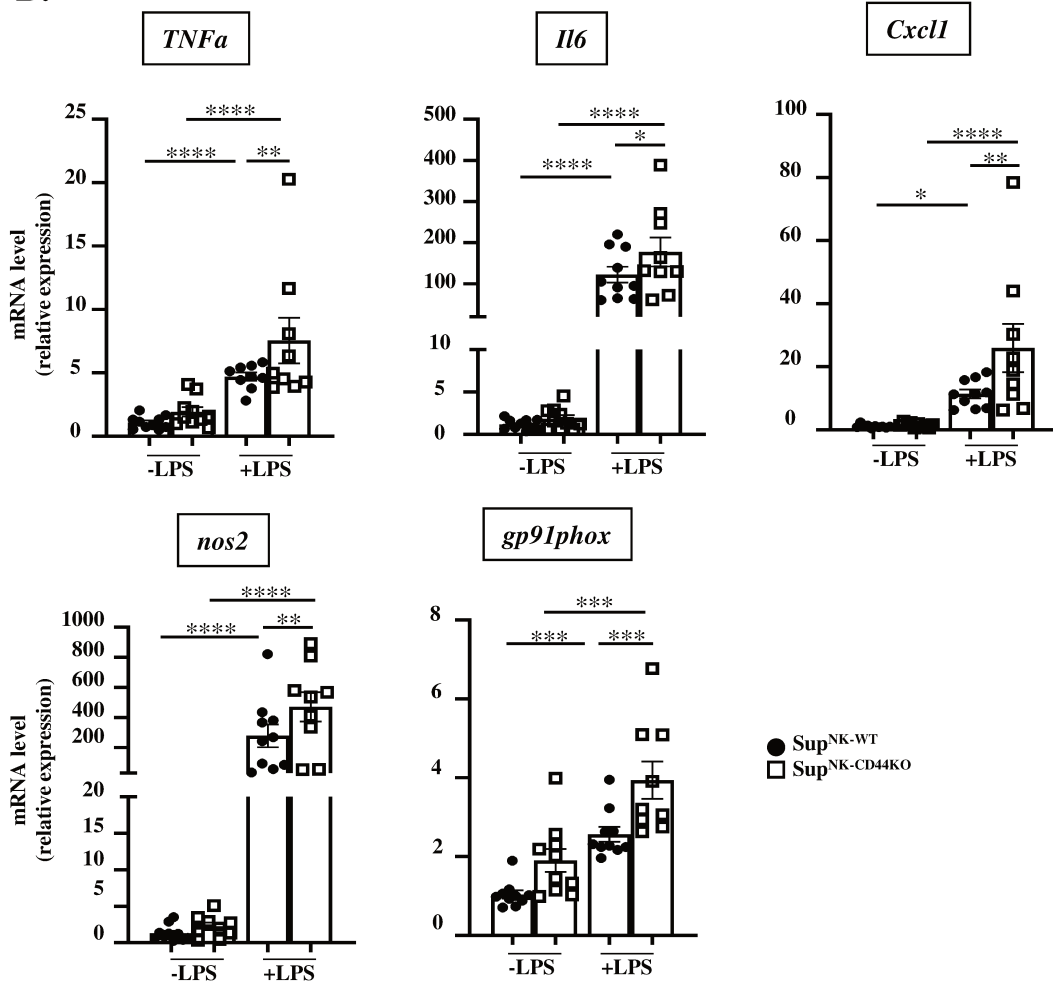 TNFa
Il6
Cxcl1
mRNA level
(relative expression)
25
20
15
10
5
0
****
****
**
-LPS
+LPS
500
400
300
200
100
10
5
0
****
*
****
-LPS
+LPS
100
80
60
40
20
0
****
**
*
-LPS
+LPS
nos2
gp91phox
mRNA level
(relative expression)
1000
800
600
400
200
20
15
10
5
0
****
****
**
-LPS
+LPS
8
6
4
2
0
***
***
***
-LPS
+LPS
Sup^NK-WT
Sup^NK-CD44KO